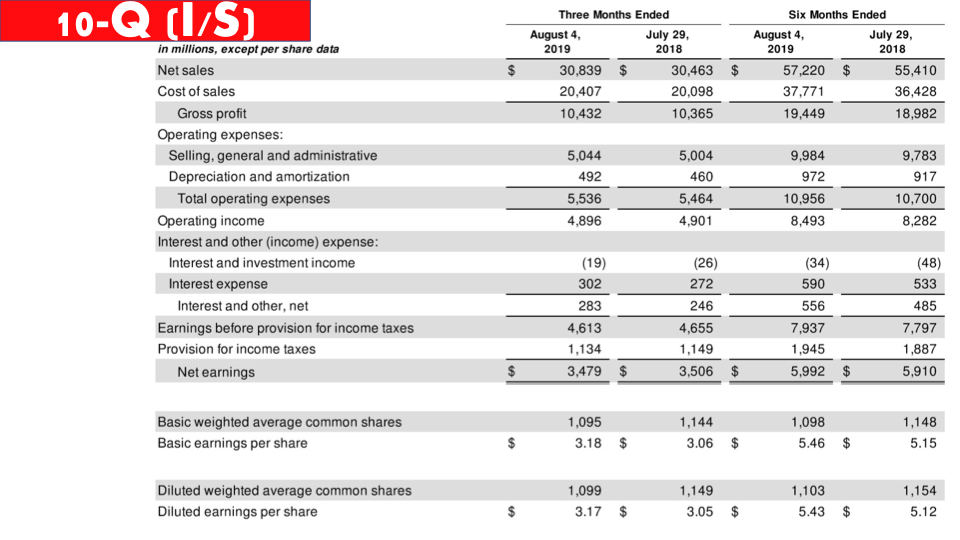 10-Q (I/S)
Three Months Ended Six Months Ended
August 4, July 29, August 4, July 29,
in millions, except per share data 2019 2018 2019 2018
Net sales $ 30,839 $ 30,463 $ 57,220 $ 55,410
Cost of sales 20,407 20,098 37,771 36,428
Gross profit 10,432 10,365 19,449 18,982
Operating expenses:
Selling, general and administrative 5,044 5,004 9,984 9,783
Depreciation and amortization 492 460 972 917
Total operating expenses 5,536 5,464 10,956 10,700
Operating income 4,896 4,901 8,493 8,282
Interest and other (income) expense:
Interest and investment income (19) (26) (34) (48)
Interest expense 302 272 590 533
Interest and other, net 283 246 556 485
Earnings before provision for income taxes 4,613 4,655 7,937 7,797
Provision for income taxes 1,134 1,149 1,945 1,887
Net earnings $ 3,479 $ 3,506 $ 5,992 $ 5,910
Basic weighted average common shares 1,095 1,144 1,098 1,148
Basic earnings per share $ 3.18 $ 3.06 $ 5.46 $ 5.15
Diluted weighted average common shares 1,099 1,149 1,103 1,154
Diluted earnings per share $ 3.17 $ 3.05 $ 5.43 $ 5.12